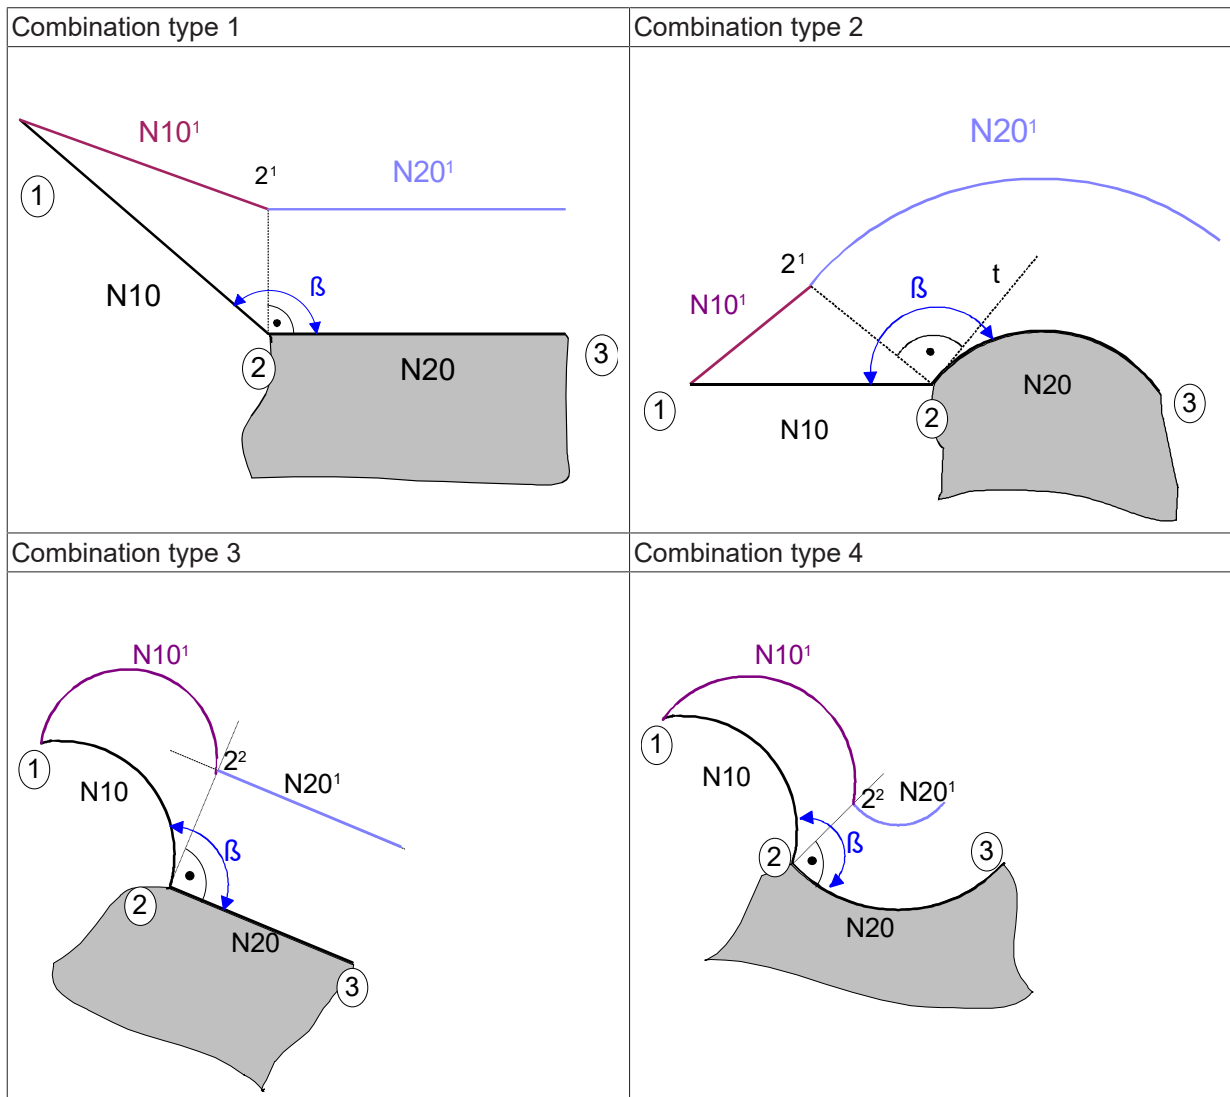 Combination type 1
N10¹
2¹
N20¹
1
N10
ß
2
N20
3
Combination type 2
N20¹
2¹
t
N10¹
ß
1
N10
2
N20
3
Combination type 3
N10¹
1
2²
N10
N20¹
ß
2
N20
3
Combination type 4
N10¹
1
N10
2²
N20¹
2
ß
3
N20